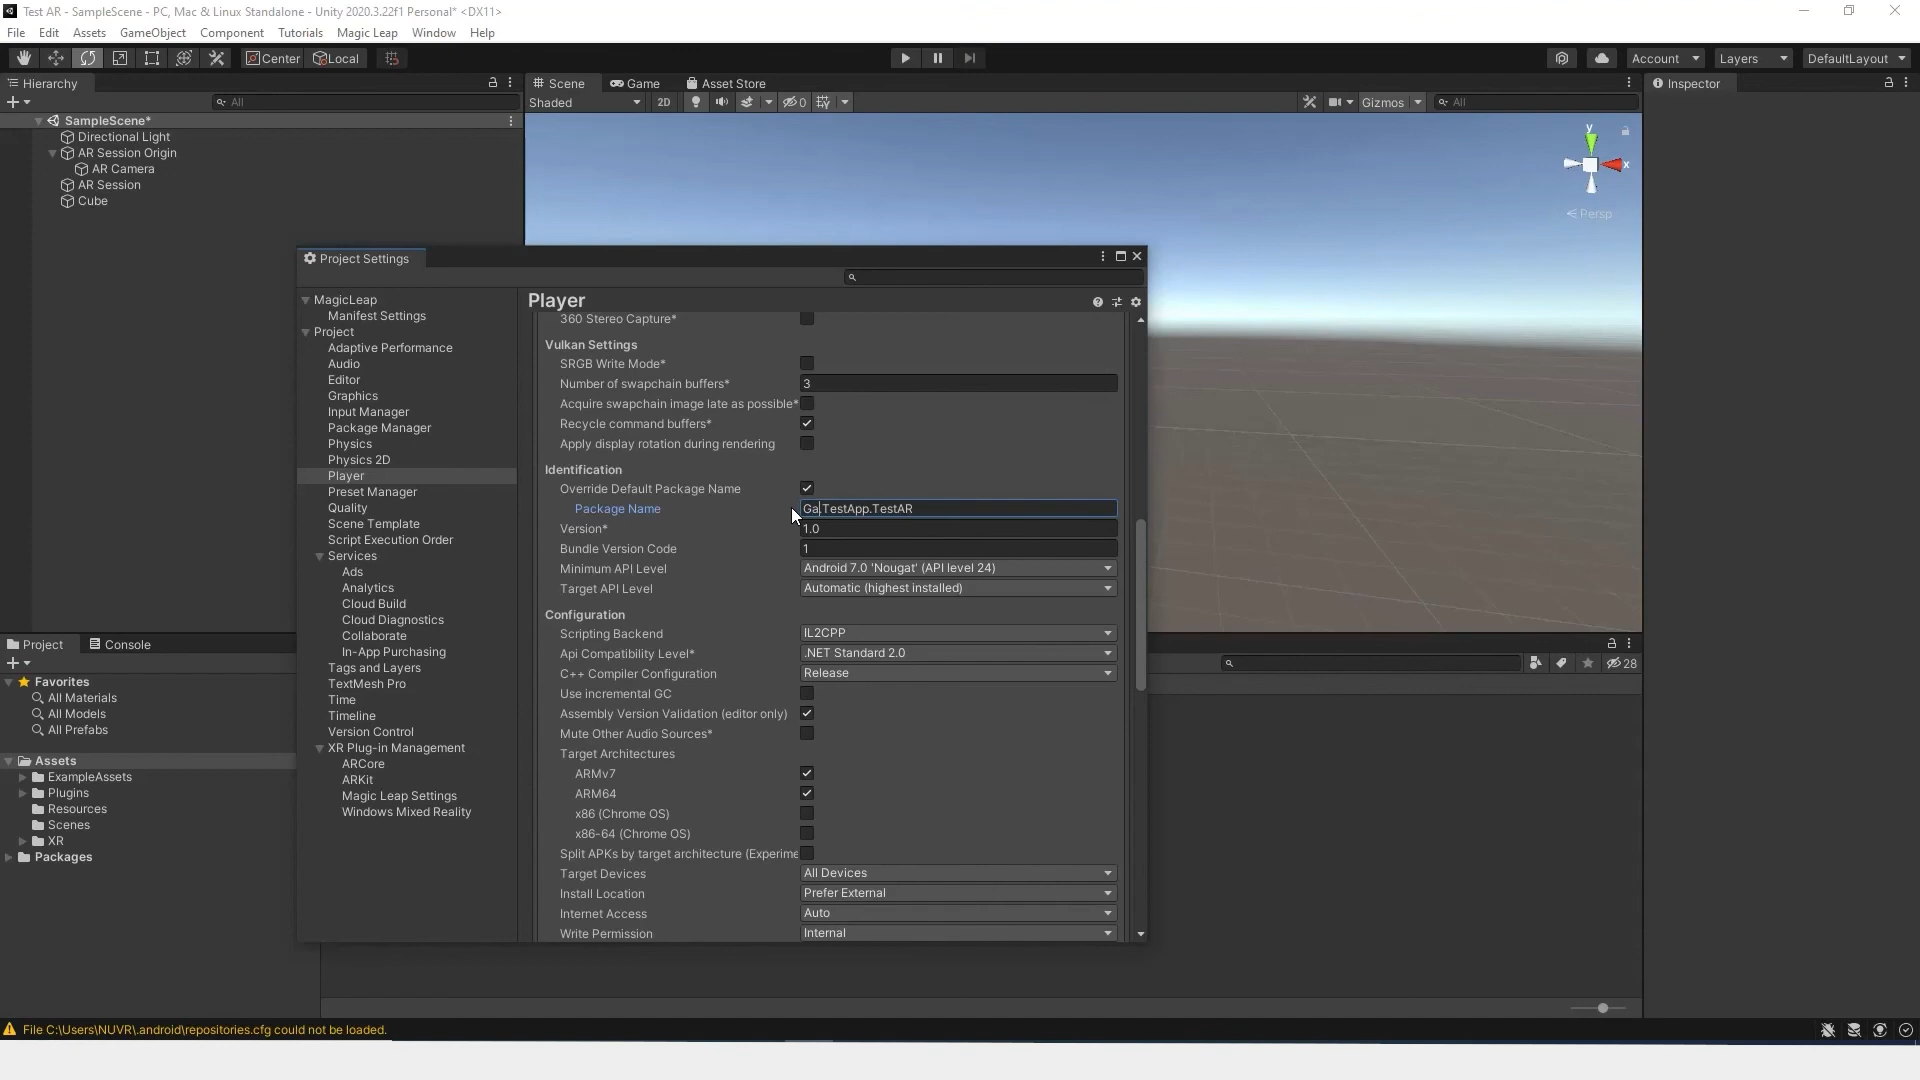 Test AR - SampleScene - PC, Mac & Linux Standalone - Unity 2020.3.22f1 Personal* <DX11>
File Edit Assets GameObject Component Tutorials Magic Leap Window Help
Center Local Account Layers DefaultLayout
Hierarchy
All
SampleScene*
Directional Light
AR Session Origin
AR Camera
AR Session
Cube
Scene Game Asset Store
Shaded 2D 0 Gizmos All
y
x
Persp
Inspector
Project Settings
MagicLeap
Manifest Settings
Project
Adaptive Performance
Audio
Editor
Graphics
Input Manager
Package Manager
Physics
Physics 2D
Player
Preset Manager
Quality
Scene Template
Script Execution Order
Services
Ads
Analytics
Cloud Build
Cloud Diagnostics
Collaborate
In-App Purchasing
Tags and Layers
TextMesh Pro
Time
Timeline
Version Control
XR Plug-in Management
ARCore
ARKit
Magic Leap Settings
Windows Mixed Reality
Player
360 Stereo Capture*
Vulkan Settings
SRGB Write Mode*
Number of swapchain buffers* 3
Acquire swapchain image late as possible*
Recycle command buffers*
Apply display rotation during rendering
Identification
Override Default Package Name
Package Name Ga.TestApp.TestAR
Version* 1.0
Bundle Version Code 1
Minimum API Level Android 7.0 'Nougat' (API level 24)
Target API Level Automatic (highest installed)
Configuration
Scripting Backend IL2CPP
Api Compatibility Level* .NET Standard 2.0
C++ Compiler Configuration Release
Use incremental GC
Assembly Version Validation (editor only)
Mute Other Audio Sources*
Target Architectures
ARMv7
ARM64
x86 (Chrome OS)
x86-64 (Chrome OS)
Split APKs by target architecture (Experime
Target Devices All Devices
Install Location Prefer External
Internet Access Auto
Write Permission Internal
Project Console
28
Favorites
All Materials
All Models
All Prefabs
Assets
ExampleAssets
Plugins
Resources
Scenes
XR
Packages
File C:\Users\NUVR\.android\repositories.cfg could not be loaded.